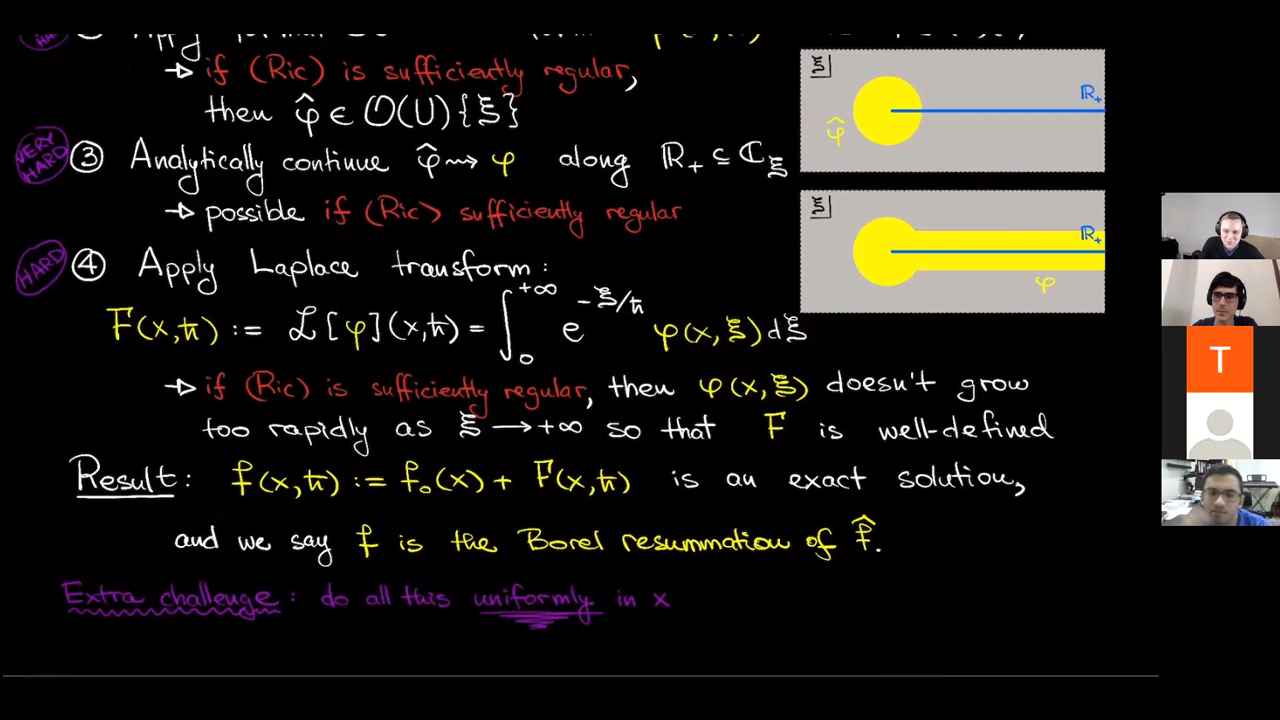 → if (Ric) is sufficiently regular,
then φ̂ ∈ O(U){ξ}
VERY HARD ③ Analytically continue φ̂ ⇝ φ along ℝ₊ ⊆ ℂ_ξ
→ possible if (Ric) sufficiently regular
HARD ④ Apply Laplace transform:
F(x,ħ) := ℒ[φ](x,ħ) = ∫₀^{+∞} e^{-ξ/ħ} φ(x,ξ)dξ
→ if (Ric) is sufficiently regular, then φ(x,ξ) doesn't grow
too rapidly as ξ → +∞ so that F is well-defined
Result: f(x,ħ) := f₀(x) + F(x,ħ) is an exact solution,
and we say f is the Borel resummation of f̂.
Extra challenge: do all this uniformly in x
ξ
ℝ₊
φ̂
ξ
ℝ₊
φ
T